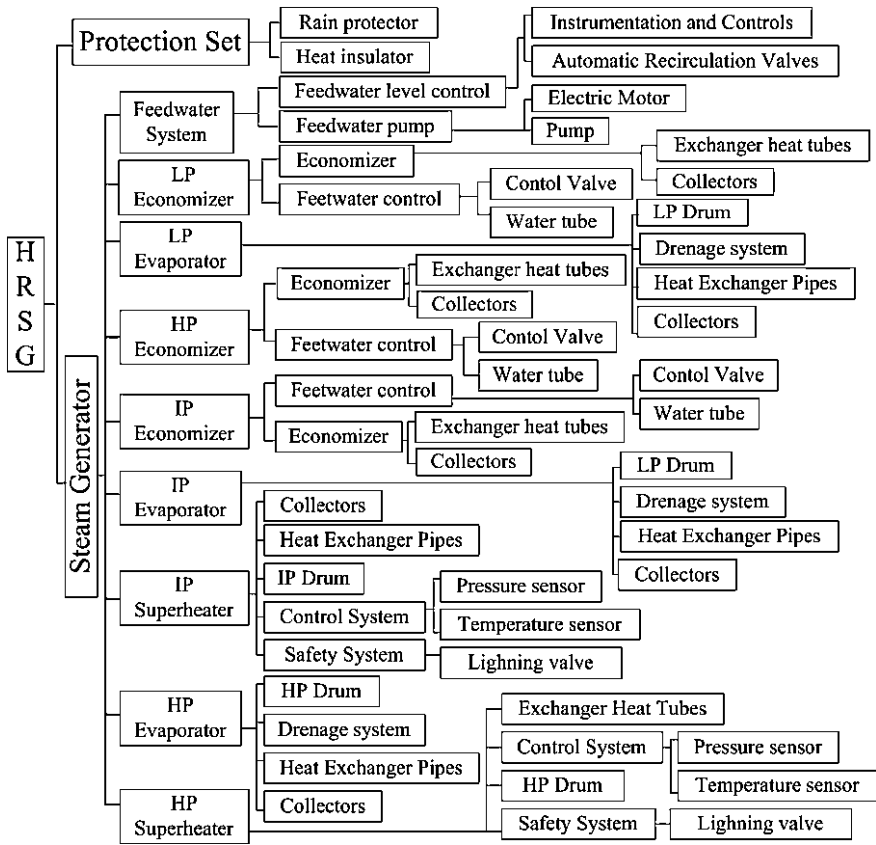 HRSG
Protection Set
Rain protector
Heat insulator
Steam Generator
Feedwater
System
Feedwater level control
Instrumentation and Controls
Automatic Recirculation Valves
Feedwater pump
Electric Motor
Pump
LP
Economizer
Economizer
Exchanger heat tubes
Collectors
Feetwater control
Contol Valve
Water tube
LP
Evaporator
LP Drum
Drenage system
Heat Exchanger Pipes
Collectors
HP
Economizer
Economizer
Exchanger heat tubes
Collectors
Feetwater control
Contol Valve
Water tube
IP
Economizer
Feetwater control
Contol Valve
Water tube
Economizer
Exchanger heat tubes
Collectors
IP
Evaporator
LP Drum
Drenage system
Heat Exchanger Pipes
Collectors
IP
Superheater
Collectors
Heat Exchanger Pipes
IP Drum
Control System
Pressure sensor
Temperature sensor
Safety System
Lighning valve
HP
Evaporator
HP Drum
Drenage system
Heat Exchanger Pipes
Collectors
HP
Superheater
Exchanger Heat Tubes
Control System
Pressure sensor
Temperature sensor
HP Drum
Safety System
Lighning valve